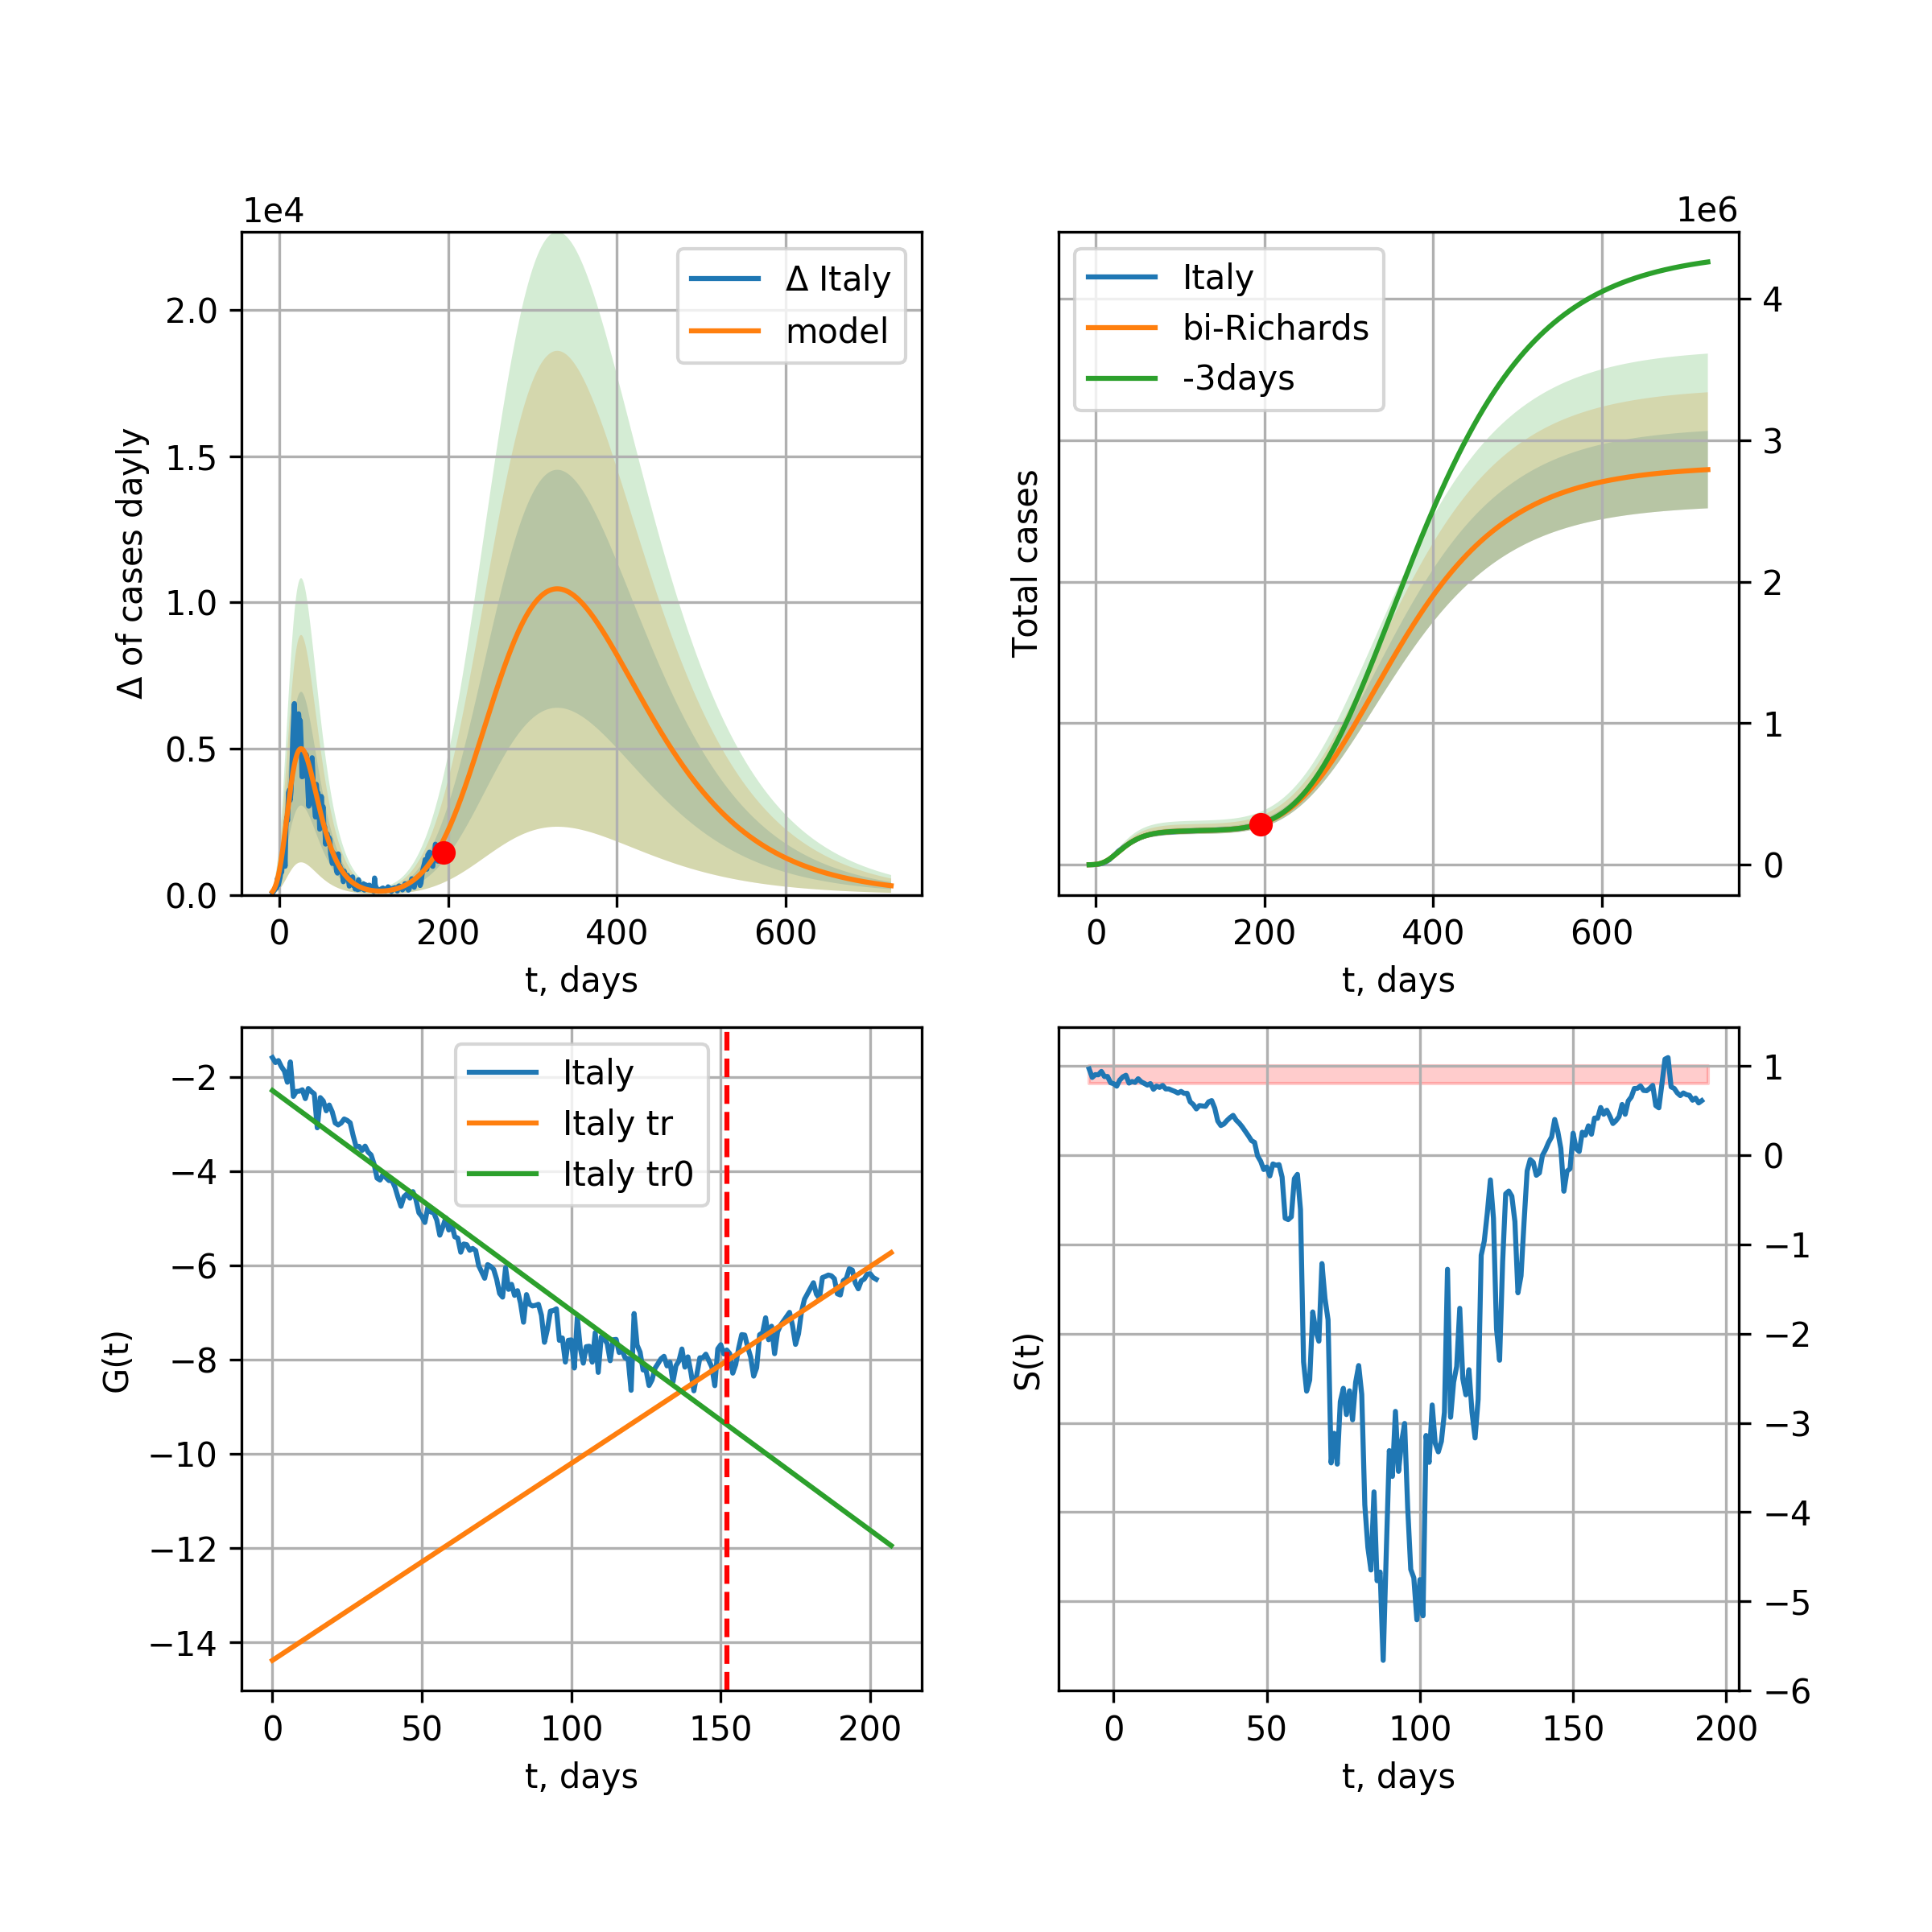 1e4
Δ Italy
model
2.0
1.5
1.0
0.5
0.0
Δ of cases dayly
0 200 400 600
t, days
1e6
Italy
bi-Richards
-3days
4
3
2
1
0
Total cases
0 200 400 600
t, days
Italy
Italy tr
Italy tr0
−2
−4
−6
−8
−10
−12
−14
G(t)
0 50 100 150 200
t, days
1
0
−1
−2
−3
−4
−5
−6
S(t)
0 50 100 150 200
t, days